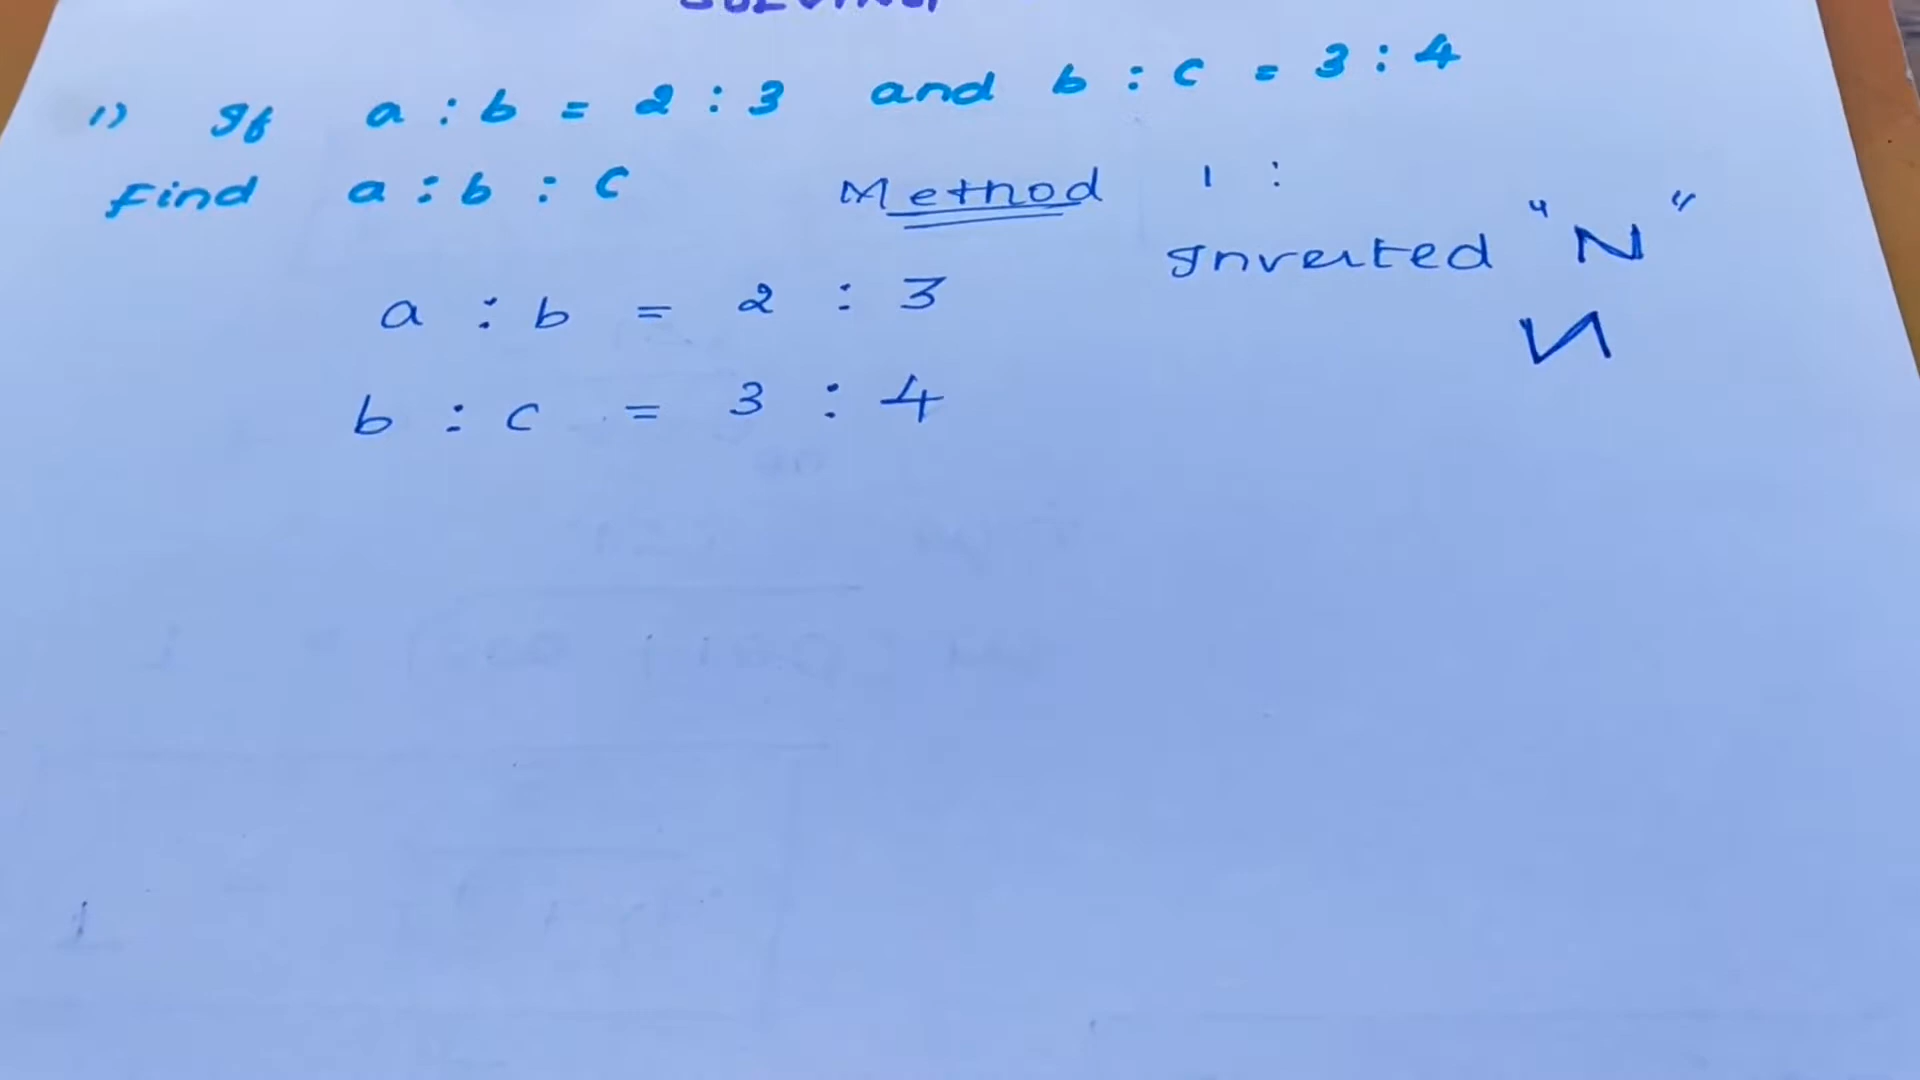 1) If a : b = 2 : 3 and b : c = 3 : 4
Find a : b : c
Method 1 :
Inverted "N"
И
a : b = 2 : 3
b : c = 3 : 4